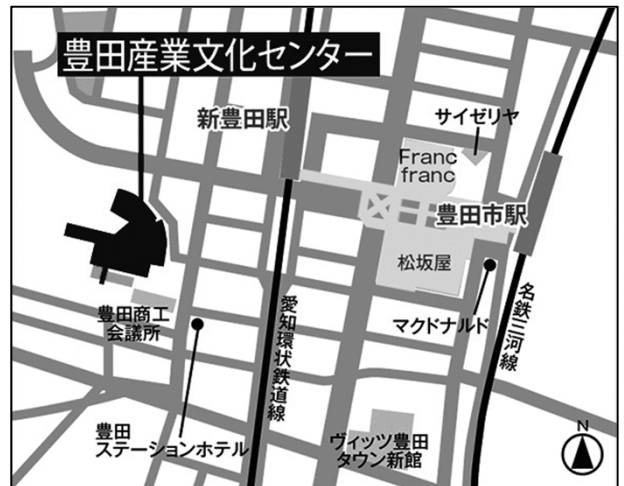 豊田産業文化センター
新豊田駅
サイゼリヤ
Franc
franc
豊田市駅
松坂屋
豊田商工
会議所
マクドナルド
愛知環状鉄道線
名鉄三河線
豊田
ステーションホテル
ヴィッツ豊田
タウン新館
N